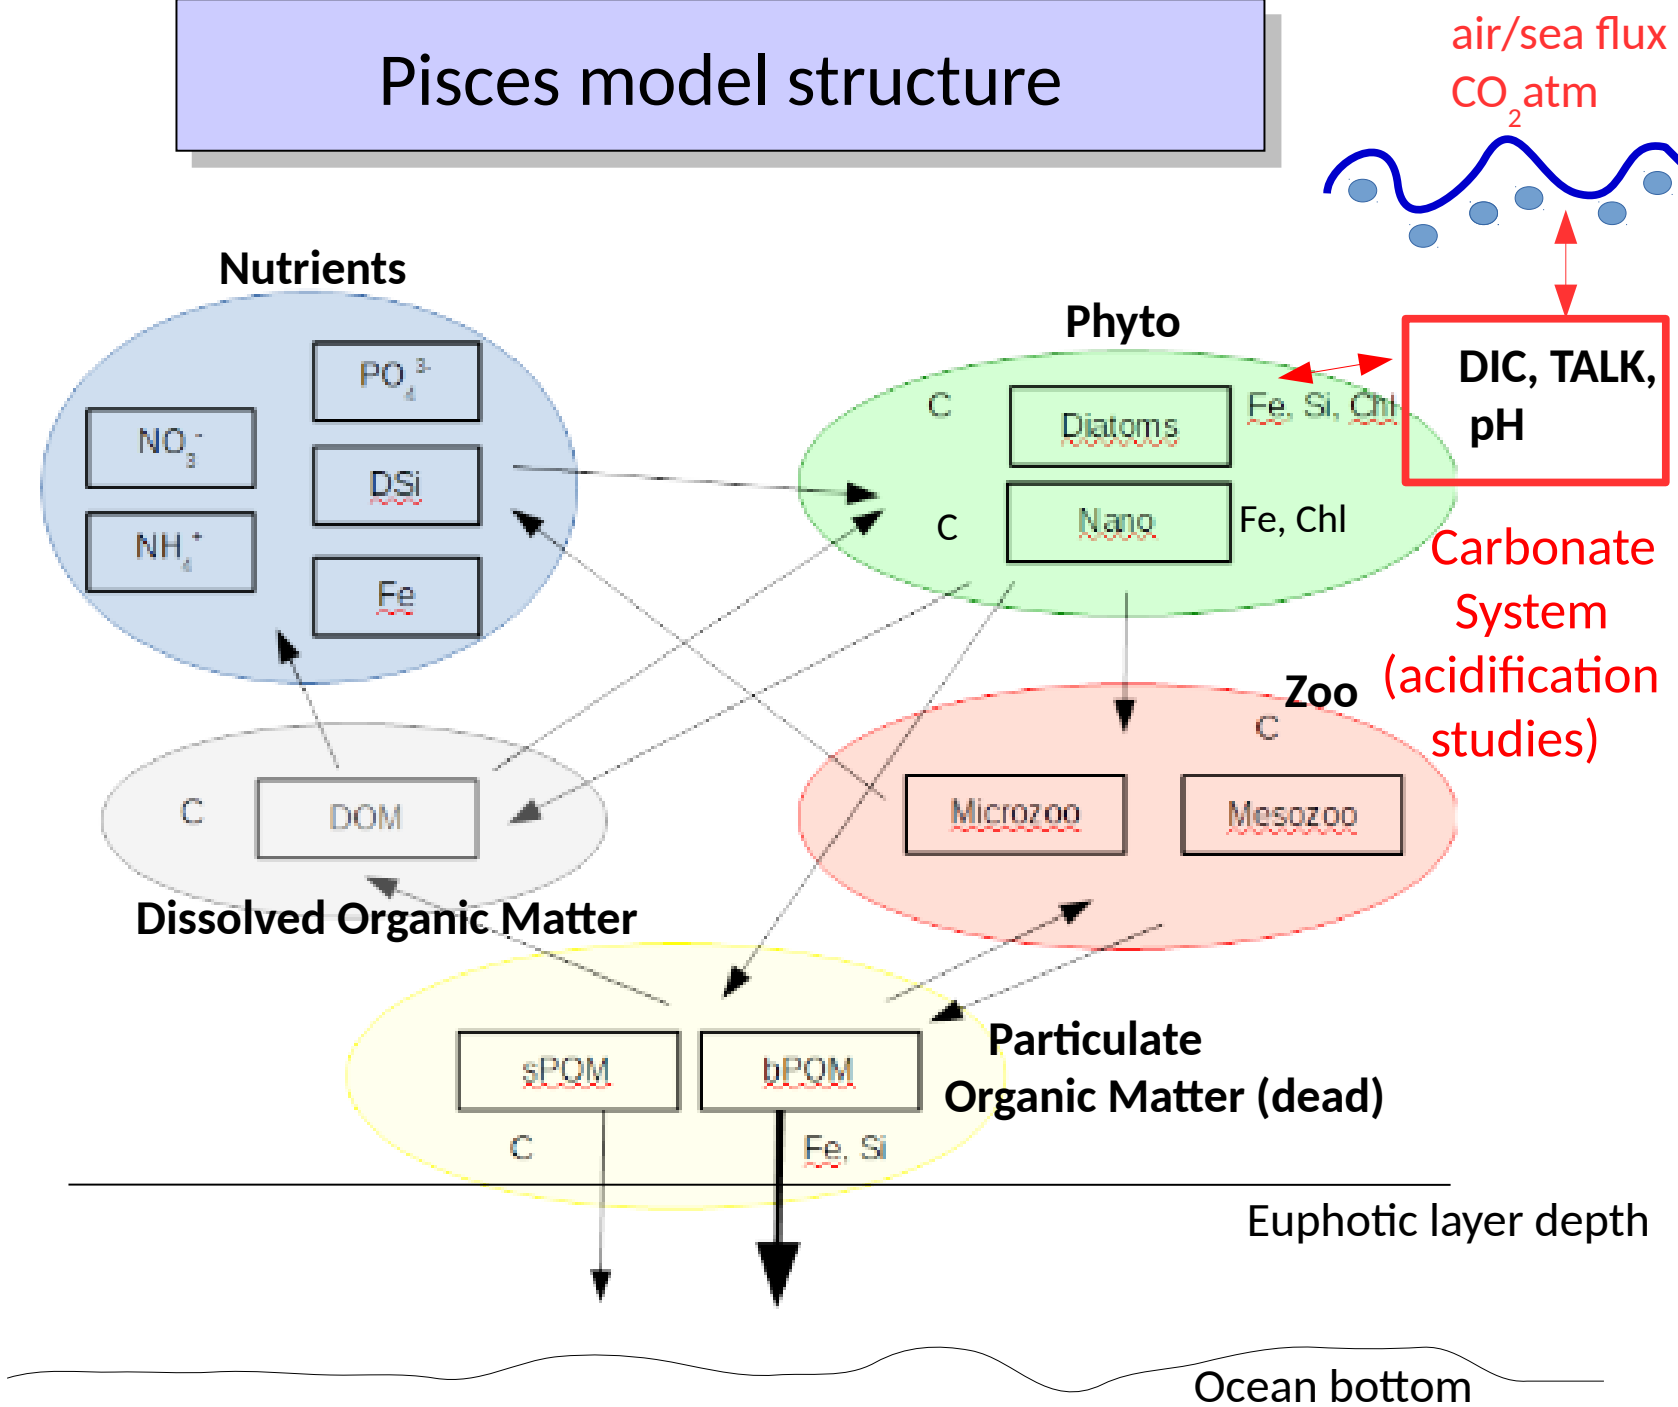 Pisces model structure
air/sea flux
CO2atm
Nutrients
PO4 3-
NO3 -
DSi
NH4 +
Fe
Phyto
C
Diatoms
Fe, Si, Chl
C
Nano
Fe, Chl
DIC, TALK,
pH
Carbonate
System
(acidification
studies)
Zoo
C
Microzoo
Mesozoo
C
DOM
Dissolved Organic Matter
sPOM
bPOM
C
Fe, Si
Particulate
Organic Matter (dead)
Euphotic layer depth
Ocean bottom